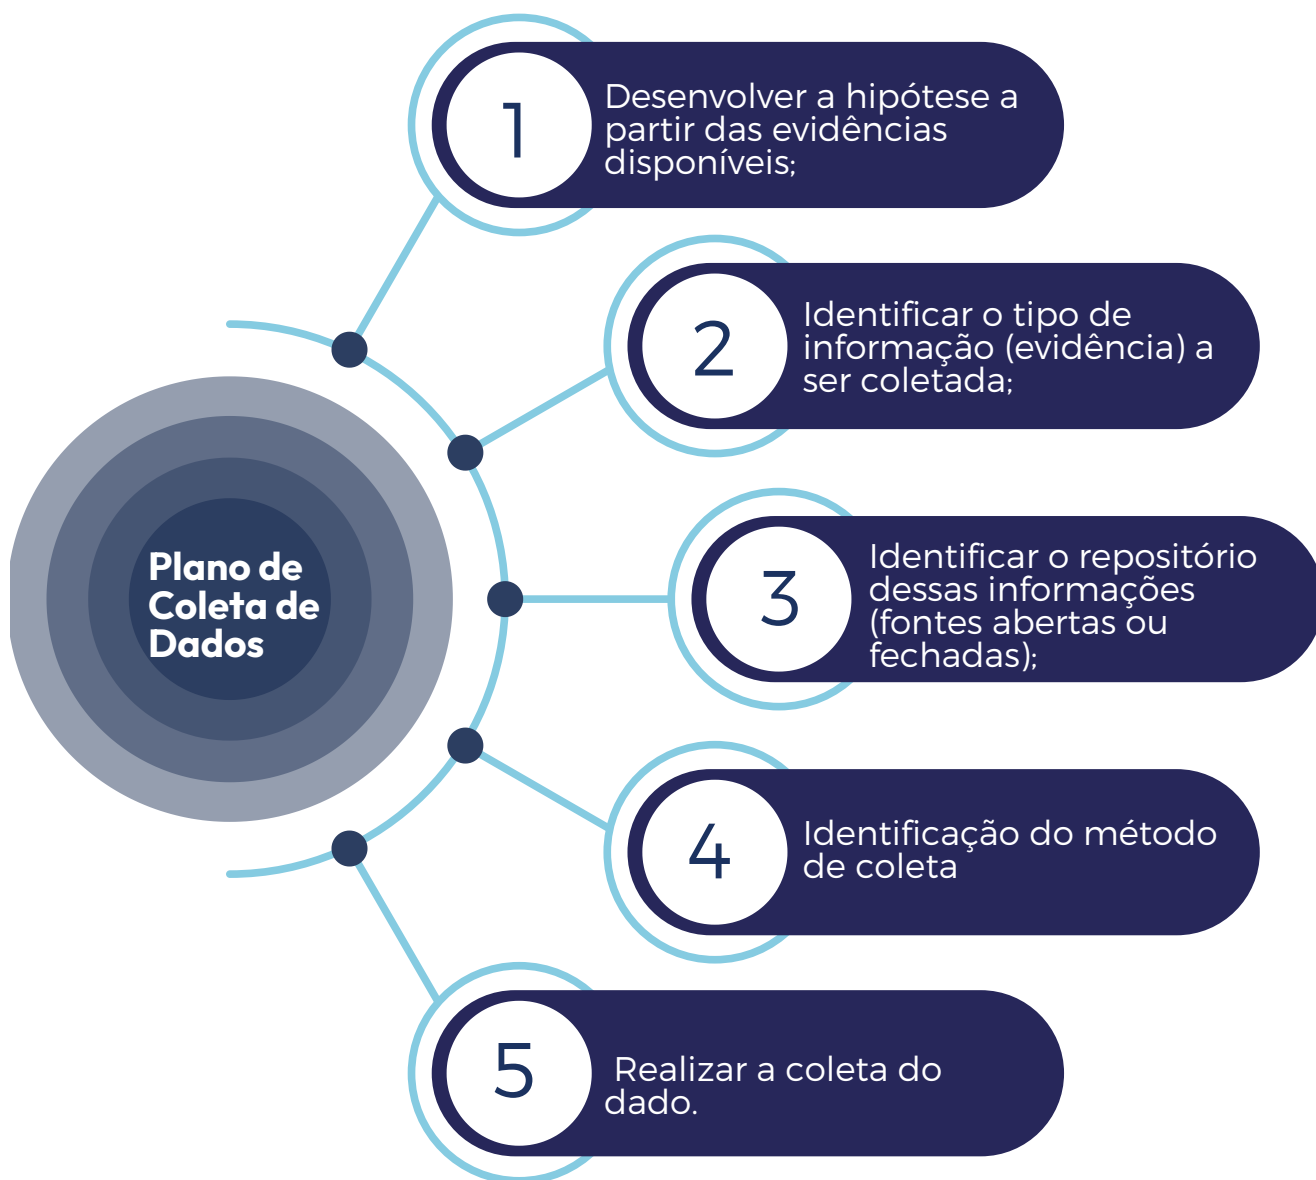 1
Desenvolver a hipótese a
partir das evidências
disponíveis;
2
Identificar o tipo de
informação (evidência) a
ser coletada;
Plano de
Coleta de
Dados
3
Identificar o repositório
dessas informações
(fontes abertas ou
fechadas);
4
Identificação do método
de coleta
5
Realizar a coleta do
dado.